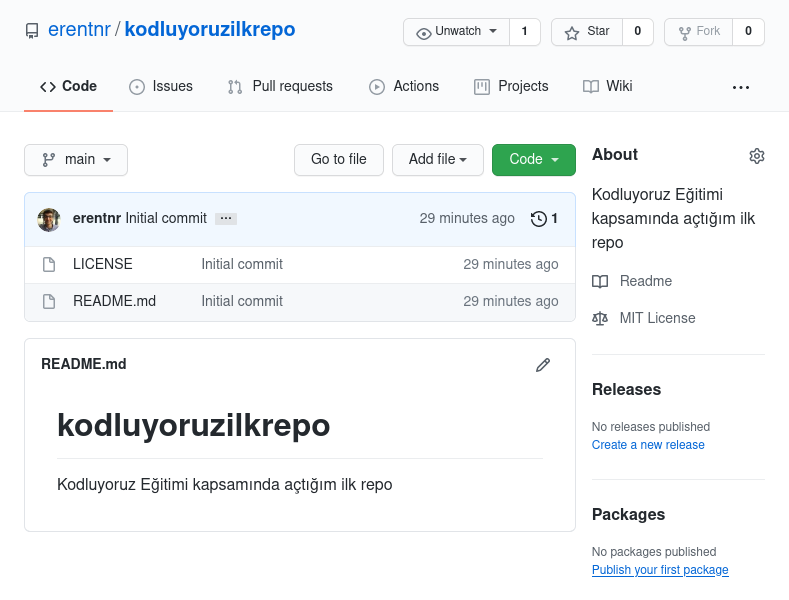 erentnr / kodluyoruzilkrepo
Unwatch 1 Star 0 Fork 0
Code Issues Pull requests Actions Projects Wiki ...
main Go to file Add file Code
erentnr Initial commit ... 29 minutes ago 1
LICENSE Initial commit 29 minutes ago
README.md Initial commit 29 minutes ago
README.md
kodluyoruzilkrepo
Kodluyoruz Eğitimi kapsamında açtığım ilk repo
About
Kodluyoruz Eğitimi
kapsamında açtığım ilk
repo
Readme
MIT License
Releases
No releases published
Create a new release
Packages
No packages published
Publish your first package